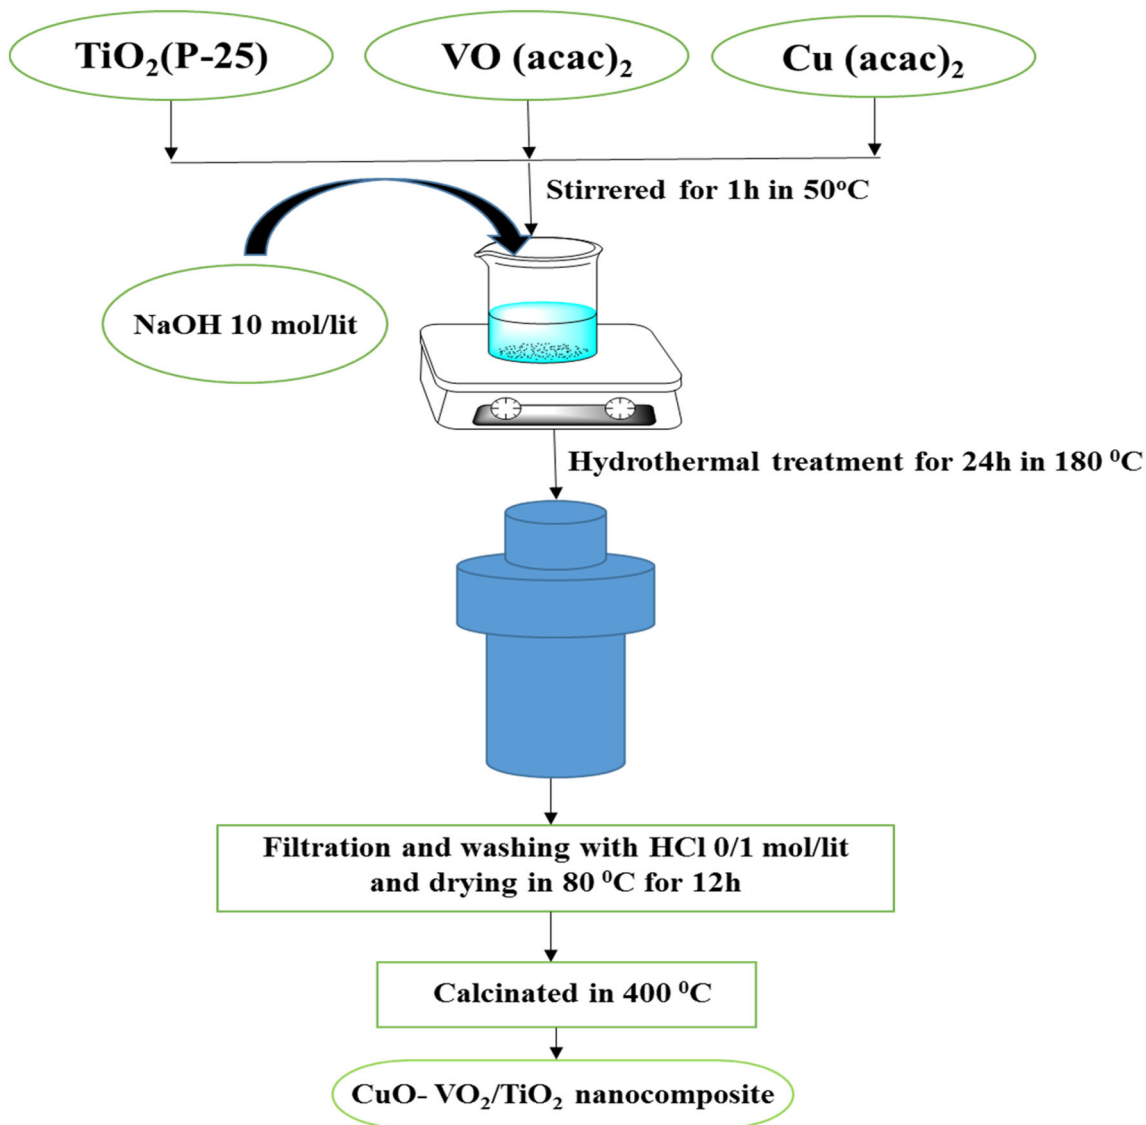 TiO₂(P-25)
VO (acac)₂
Cu (acac)₂
Stirrered for 1h in 50°C
NaOH 10 mol/lit
Hydrothermal treatment for 24h in 180 ⁰C
Filtration and washing with HCl 0/1 mol/lit
and drying in 80 ⁰C for 12h
Calcinated in 400 ⁰C
CuO- VO₂/TiO₂ nanocomposite